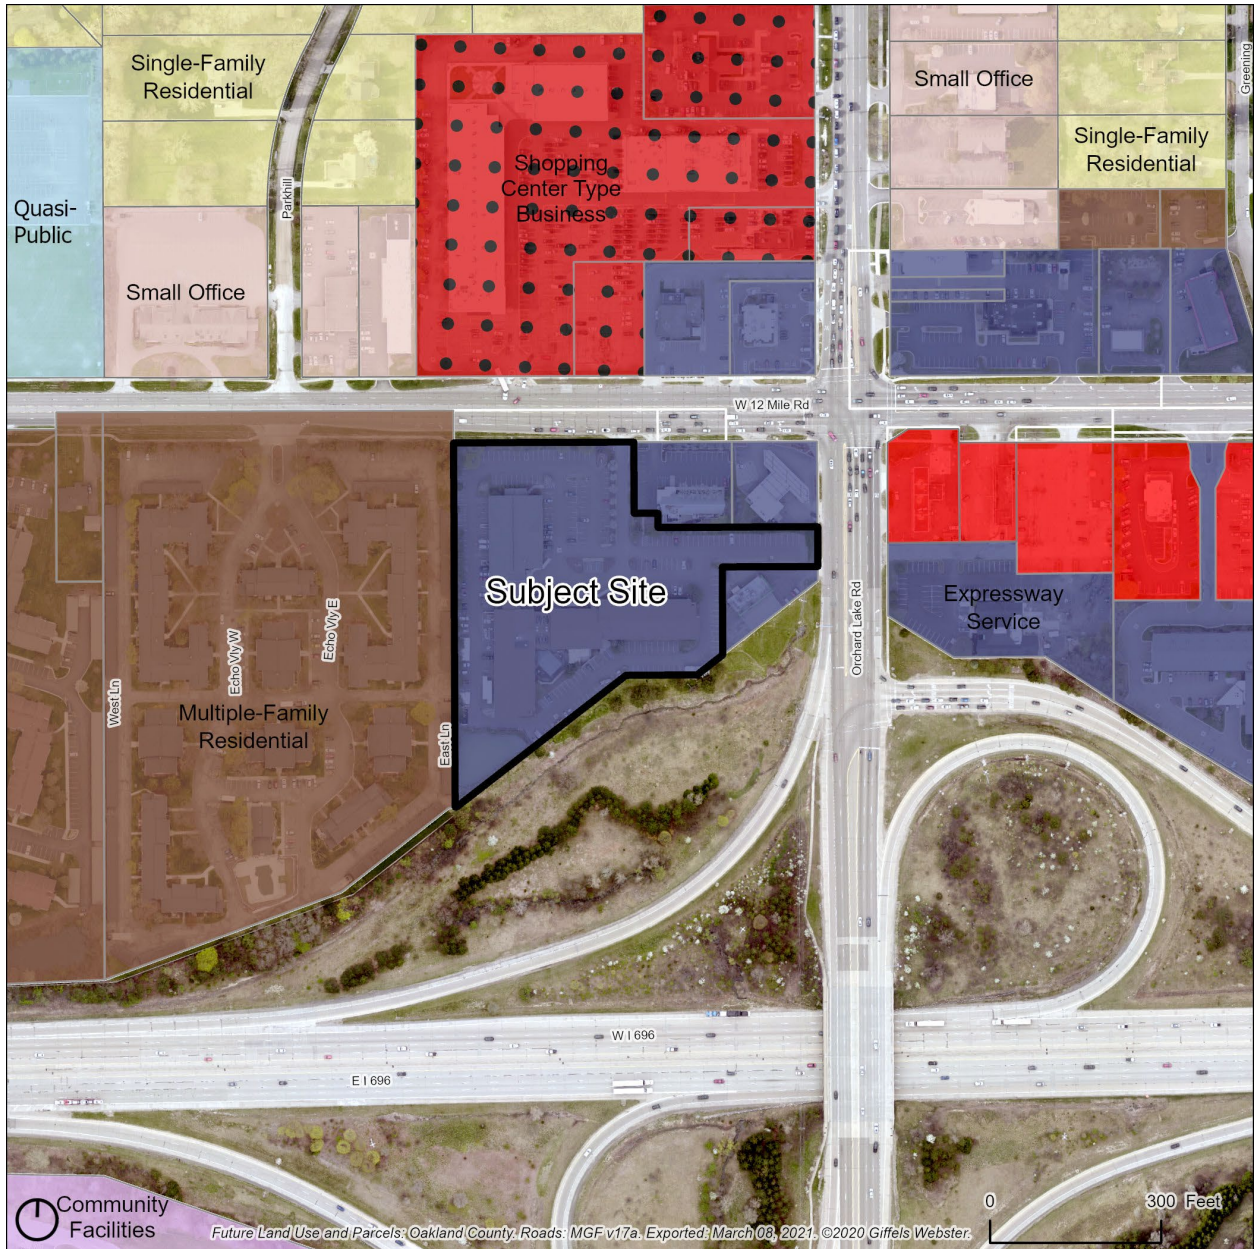 Single-Family
Residential
Small Office
Greening
Single-Family
Residential
Shopping
Center Type
Business
Parkhill
Quasi-
Public
Small Office
W 12 Mile Rd
Subject Site
Expressway
Service
Orchard Lake Rd
Echo Vly W
Echo Vly E
West Ln
East Ln
Multiple-Family
Residential
W I 696
E I 696
Community
Facilities
0 300 Feet
Future Land Use and Parcels: Oakland County. Roads: MGF v17a. Exported: March 08, 2021. ©2020 Giffels Webster.